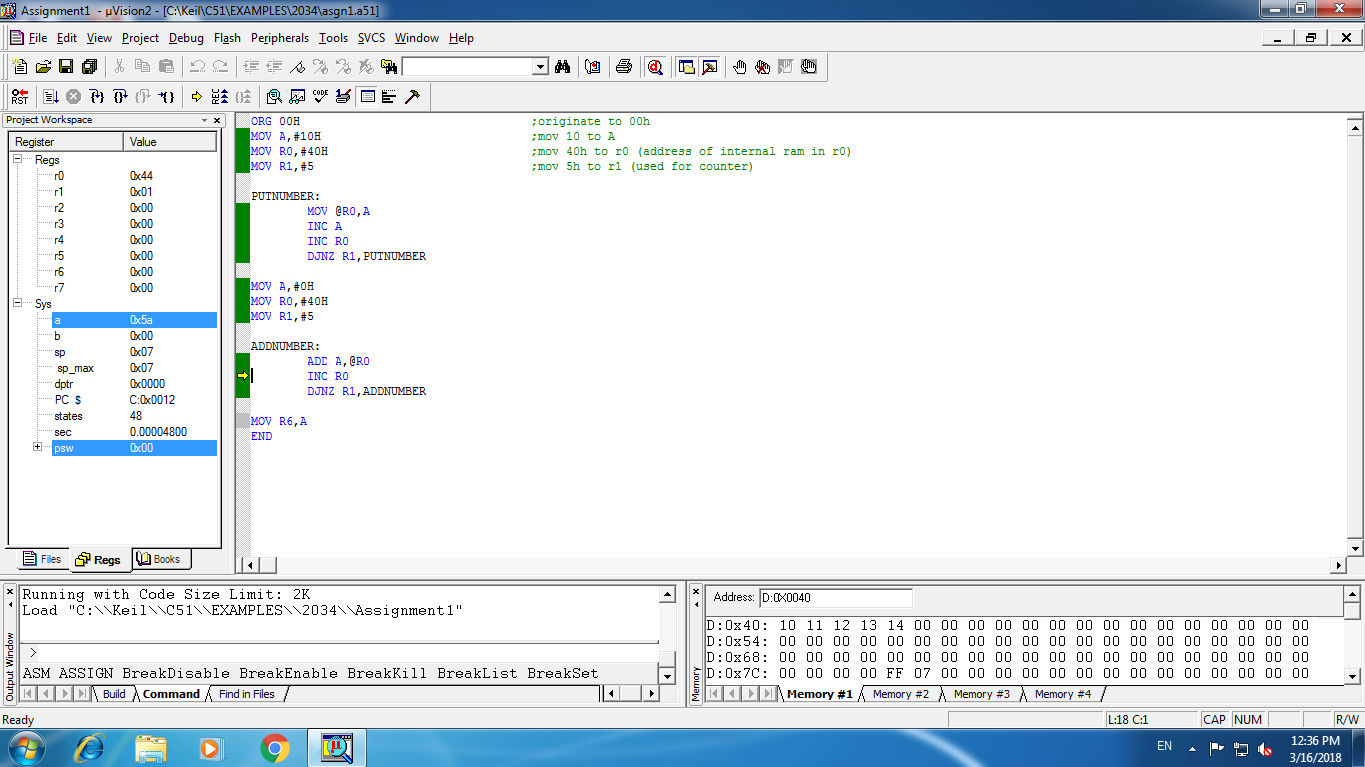 Assignment1 - µVision2 - [C:\Keil\C51\EXAMPLES\2034\asgn1.a51]
File Edit View Project Debug Flash Peripherals Tools SVCS Window Help
RST
CODE
Project Workspace
Register Value
Regs
r0 0x44
r1 0x01
r2 0x00
r3 0x00
r4 0x00
r5 0x00
r6 0x00
r7 0x00
Sys
a 0x5a
b 0x00
sp 0x07
sp_max 0x07
dptr 0x0000
PC $ C:0x0012
states 48
sec 0.00004800
psw 0x00
Files Regs Books
ORG 00H ;originate to 00h
MOV A,#10H ;mov 10 to A
MOV R0,#40H ;mov 40h to r0 (address of internal ram in r0)
MOV R1,#5 ;mov 5h to r1 (used for counter)
PUTNUMBER:
MOV @R0,A
INC A
INC R0
DJNZ R1,PUTNUMBER
MOV A,#0H
MOV R0,#40H
MOV R1,#5
ADDNUMBER:
ADD A,@R0
INC R0
DJNZ R1,ADDNUMBER
MOV R6,A
END
Running with Code Size Limit: 2K
Load "C:\\Keil\\C51\\EXAMPLES\\2034\\Assignment1"
>
ASM ASSIGN BreakDisable BreakEnable BreakKill BreakList BreakSet
Build Command Find in Files
Output Window
Address: D:0X0040
D:0x40: 10 11 12 13 14 00 00 00 00 00 00 00 00 00 00 00 00 00 00 00
D:0x54: 00 00 00 00 00 00 00 00 00 00 00 00 00 00 00 00 00 00 00 00
D:0x68: 00 00 00 00 00 00 00 00 00 00 00 00 00 00 00 00 00 00 00 00
D:0x7C: 00 00 00 00 FF 07 00 00 00 00 00 00 00 00 00 00 00 00 00 00
Memory #1 Memory #2 Memory #3 Memory #4
Memory
Ready L:18 C:1 CAP NUM R/W
EN 12:36 PM
3/16/2018